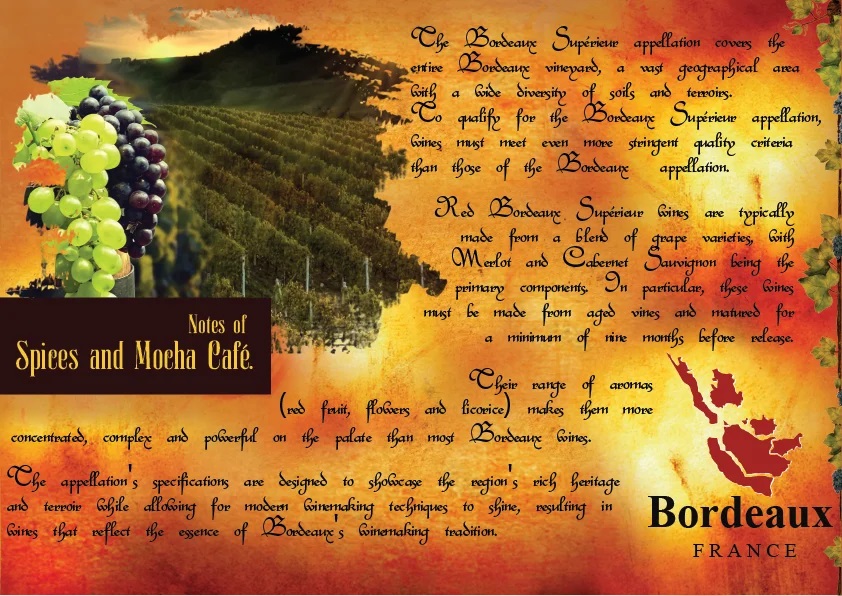 The Bordeaux Supérieur appellation covers the
entire Bordeaux vineyard, a vast geographical area
with a wide diversity of soils and terroirs.
To qualify for the Bordeaux Supérieur appellation,
wines must meet even more stringent quality criteria
than those of the Bordeaux appellation.
Red Bordeaux Supérieur wines are typically
made from a blend of grape varieties, with
Merlot and Cabernet Sauvignon being the
primary components. In particular, these wines
must be made from aged vines and matured for
a minimum of nine months before release.
Notes of
Spices and Mocha Café.
Their range of aromas
(red fruit, flowers and licorice) makes them more
concentrated, complex and powerful on the palate than most Bordeaux wines.
The appellation's specifications are designed to showcase the region's rich heritage
and terroir while allowing for modern winemaking techniques to shine, resulting in
wines that reflect the essence of Bordeaux's winemaking tradition.
Bordeaux
FRANCE